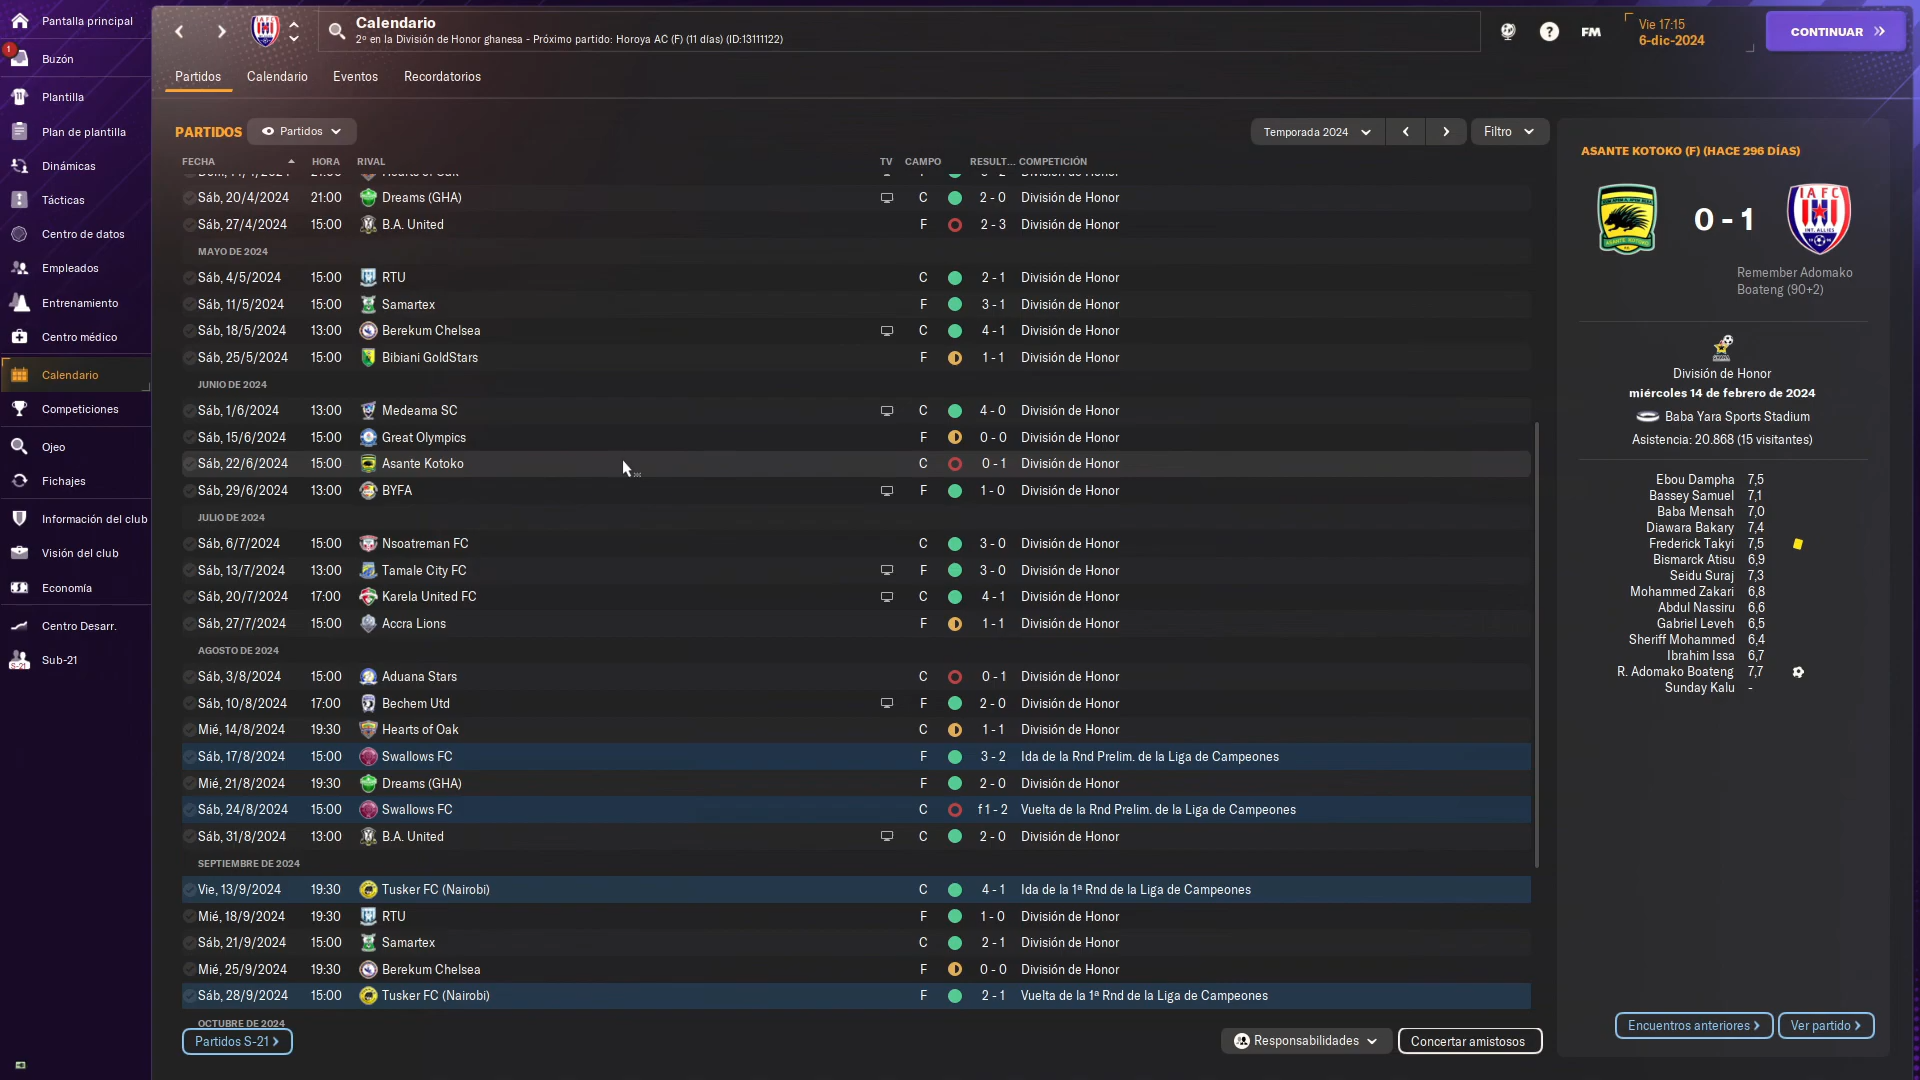 Pantalla principal
1
Buzón
Plantilla
Plan de plantilla
Dinámicas
Tácticas
Centro de datos
Empleados
Entrenamiento
Centro médico
Calendario
Competiciones
Ojeo
Fichajes
Información del club
Visión del club
Economía
Centro Desarr.
S-21
Sub-21
Calendario
2º en la División de Honor ghanesa - Próximo partido: Horoya AC (F) (11 días) (ID:13111122)
? FM
Vie 17:15
6-dic-2024
CONTINUAR
Partidos Calendario Eventos Recordatorios
PARTIDOS Partidos Temporada 2024 Filtro
FECHA HORA RIVAL TV CAMPO RESULT... COMPETICIÓN
Sáb, 20/4/2024 21:00 Dreams (GHA) C 2 - 0 División de Honor
Sáb, 27/4/2024 15:00 B.A. United F 2 - 3 División de Honor
MAYO DE 2024
Sáb, 4/5/2024 15:00 RTU C 2 - 1 División de Honor
Sáb, 11/5/2024 15:00 Samartex F 3 - 1 División de Honor
Sáb, 18/5/2024 13:00 Berekum Chelsea C 4 - 1 División de Honor
Sáb, 25/5/2024 15:00 Bibiani GoldStars F 1 - 1 División de Honor
JUNIO DE 2024
Sáb, 1/6/2024 13:00 Medeama SC C 4 - 0 División de Honor
Sáb, 15/6/2024 15:00 Great Olympics F 0 - 0 División de Honor
Sáb, 22/6/2024 15:00 Asante Kotoko C 0 - 1 División de Honor
Sáb, 29/6/2024 13:00 BYFA F 1 - 0 División de Honor
JULIO DE 2024
Sáb, 6/7/2024 15:00 Nsoatreman FC C 3 - 0 División de Honor
Sáb, 13/7/2024 13:00 Tamale City FC F 3 - 0 División de Honor
Sáb, 20/7/2024 17:00 Karela United FC C 4 - 1 División de Honor
Sáb, 27/7/2024 15:00 Accra Lions F 1 - 1 División de Honor
AGOSTO DE 2024
Sáb, 3/8/2024 15:00 Aduana Stars C 0 - 1 División de Honor
Sáb, 10/8/2024 17:00 Bechem Utd F 2 - 0 División de Honor
Mié, 14/8/2024 19:30 Hearts of Oak C 1 - 1 División de Honor
Sáb, 17/8/2024 15:00 Swallows FC F 3 - 2 Ida de la Rnd Prelim. de la Liga de Campeones
Mié, 21/8/2024 19:30 Dreams (GHA) F 2 - 0 División de Honor
Sáb, 24/8/2024 15:00 Swallows FC C f 1 - 2 Vuelta de la Rnd Prelim. de la Liga de Campeones
Sáb, 31/8/2024 13:00 B.A. United C 2 - 0 División de Honor
SEPTIEMBRE DE 2024
Vie, 13/9/2024 19:30 Tusker FC (Nairobi) C 4 - 1 Ida de la 1ª Rnd de la Liga de Campeones
Mié, 18/9/2024 19:30 RTU F 1 - 0 División de Honor
Sáb, 21/9/2024 15:00 Samartex C 2 - 1 División de Honor
Mié, 25/9/2024 19:30 Berekum Chelsea F 0 - 0 División de Honor
Sáb, 28/9/2024 15:00 Tusker FC (Nairobi) F 2 - 1 Vuelta de la 1ª Rnd de la Liga de Campeones
OCTUBRE DE 2024
Partidos S-21
Responsabilidades
Concertar amistosos
ASANTE KOTOKO (F) (HACE 296 DÍAS)
ASANTE KOTOKO
0 - 1
IAFC
INT. ALLIES
Remember Adomako
Boateng (90+2)
División de Honor
miércoles 14 de febrero de 2024
Baba Yara Sports Stadium
Asistencia: 20.868 (15 visitantes)
Ebou Dampha 7,5
Bassey Samuel 7,1
Baba Mensah 7,0
Diawara Bakary 7,4
Frederick Takyi 7,5
Bismarck Atisu 6,9
Seidu Suraj 7,3
Mohammed Zakari 6,8
Abdul Nassiru 6,6
Gabriel Leveh 6,5
Sheriff Mohammed 6,4
Ibrahim Issa 6,7
R. Adomako Boateng 7,7
Sunday Kalu -
Encuentros anteriores
Ver partido